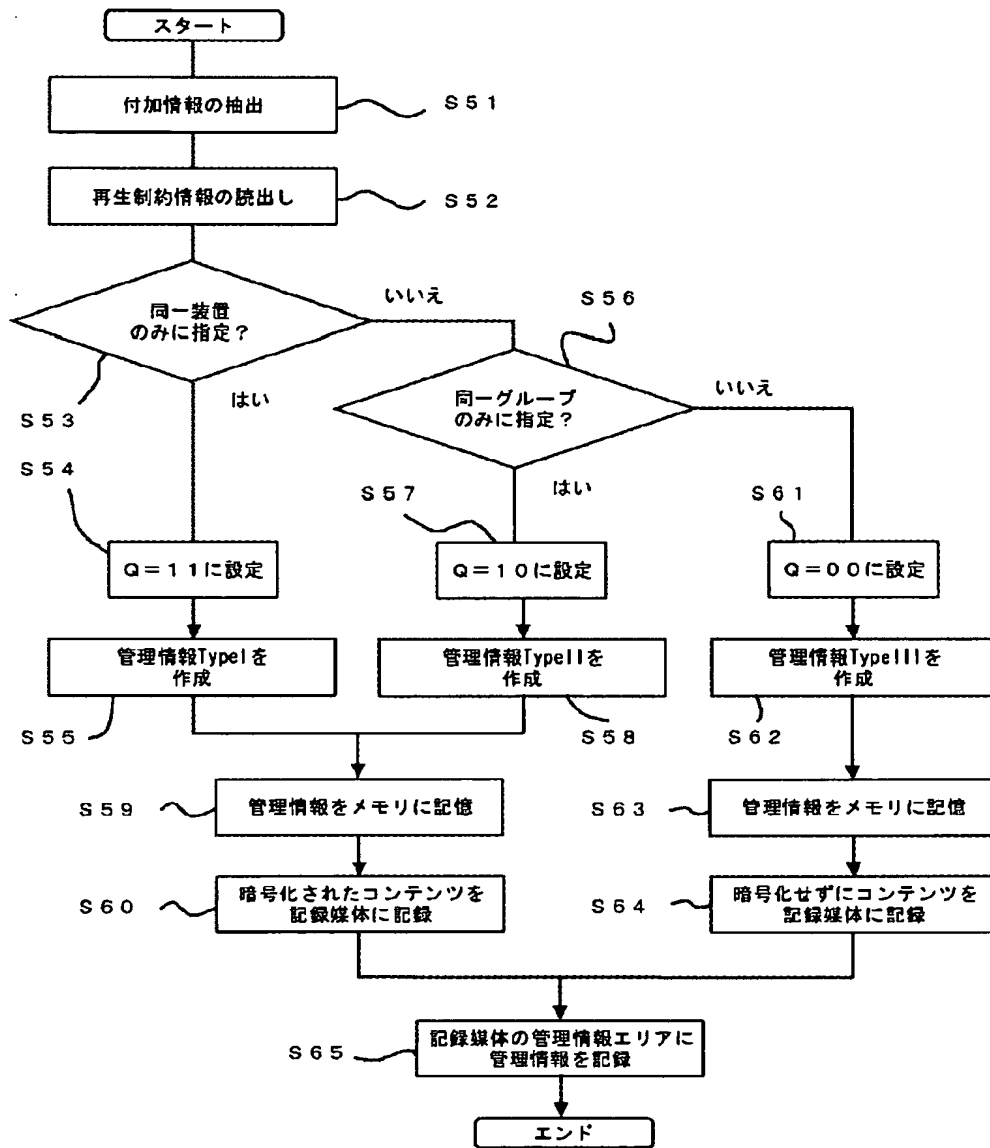 スタート
付加情報の抽出
S51
再生制約情報の読出し
S52
同一装置
のみに指定?
いいえ
S53
はい
S56
同一グループ
のみに指定?
いいえ
はい
S54
Q=11に設定
S57
Q=10に設定
S61
Q=00に設定
管理情報TypeIを
作成
S55
管理情報TypeIIを
作成
S58
管理情報TypeIIIを
作成
S62
S59
管理情報をメモリに記憶
S63
管理情報をメモリに記憶
S60
暗号化されたコンテンツを
記録媒体に記録
S64
暗号化せずにコンテンツを
記録媒体に記録
S65
記録媒体の管理情報エリアに
管理情報を記録
エンド